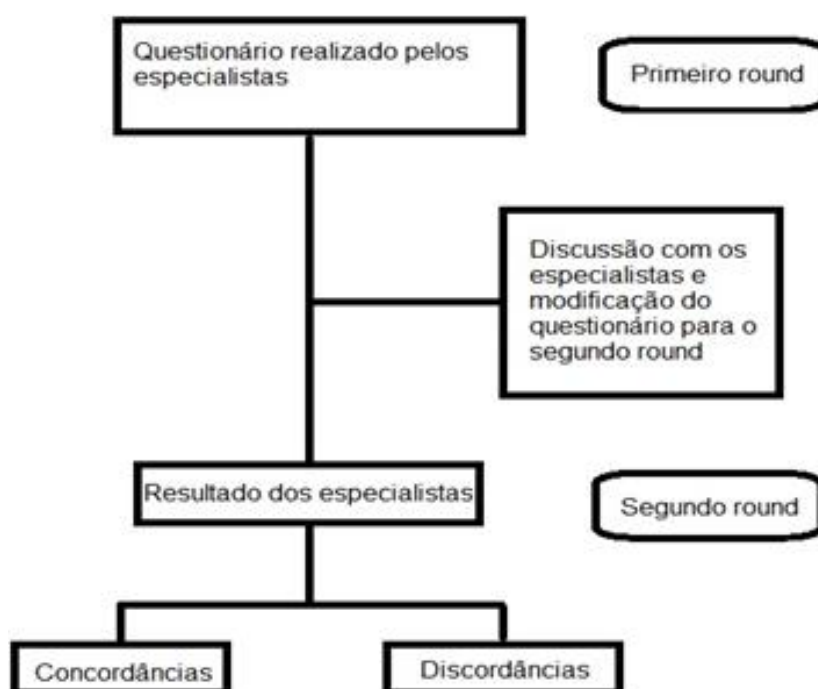 Questionário realizado pelos
especialistas
Primeiro round
Discussão com os
especialistas e
modificação do
questionário para o
segundo round
Resultado dos especialistas
Segundo round
Concordâncias
Discordâncias